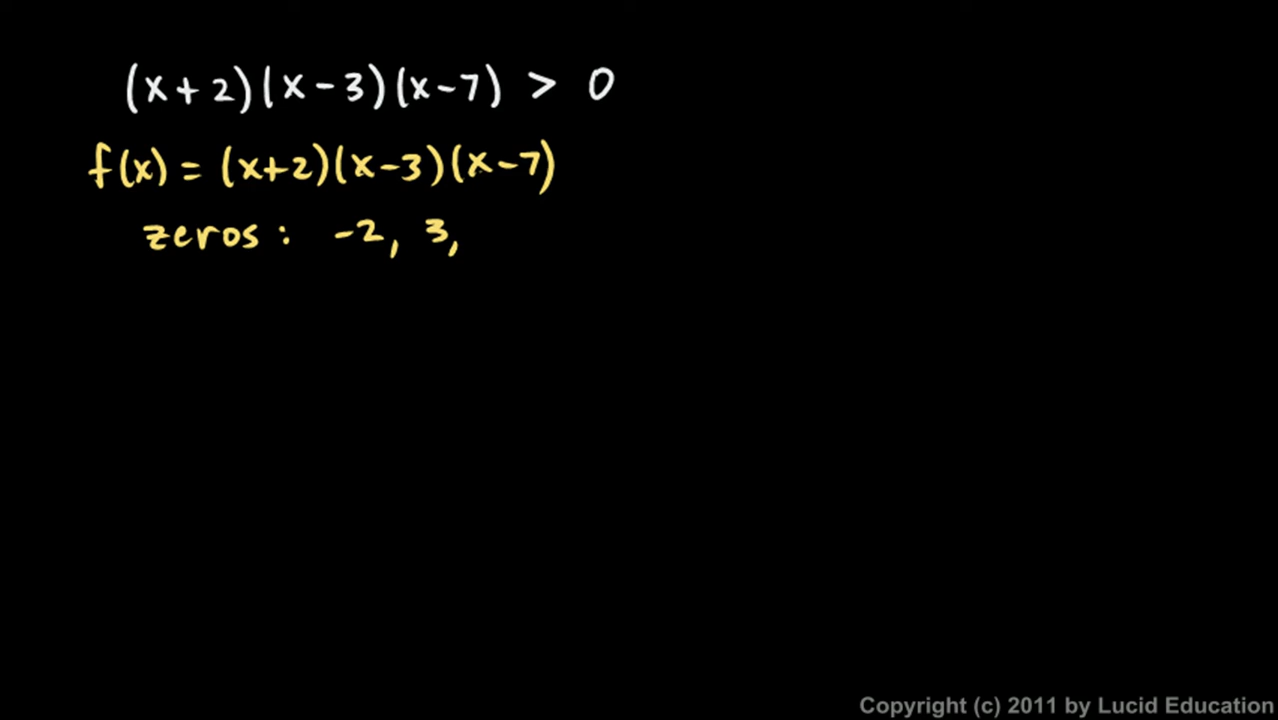 (x+2)(x-3)(x-7) > 0
f(x) = (x+2)(x-3)(x-7)
zeros : -2, 3,
Copyright (c) 2011 by Lucid Education